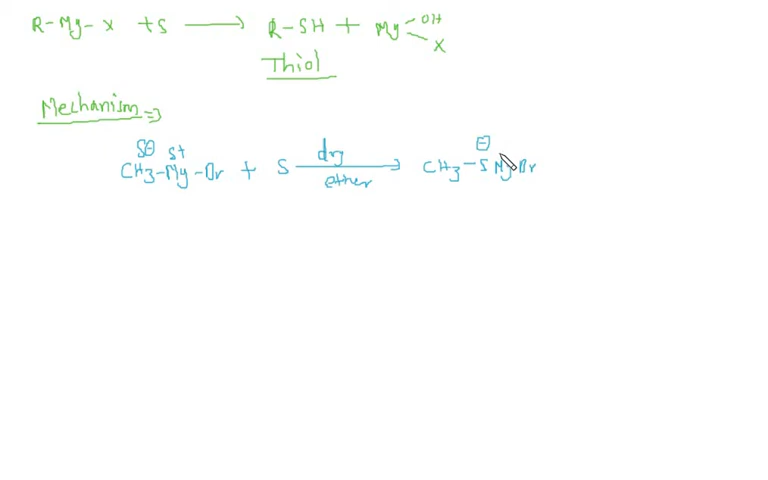 R-Mg-X + S ⟶ R-SH + Mg OH X
Thiol
Mechanism ⇒
S⊖ S+
CH3-Mg-Br + S dry ether ⟶ CH3-S⊖ MgBr